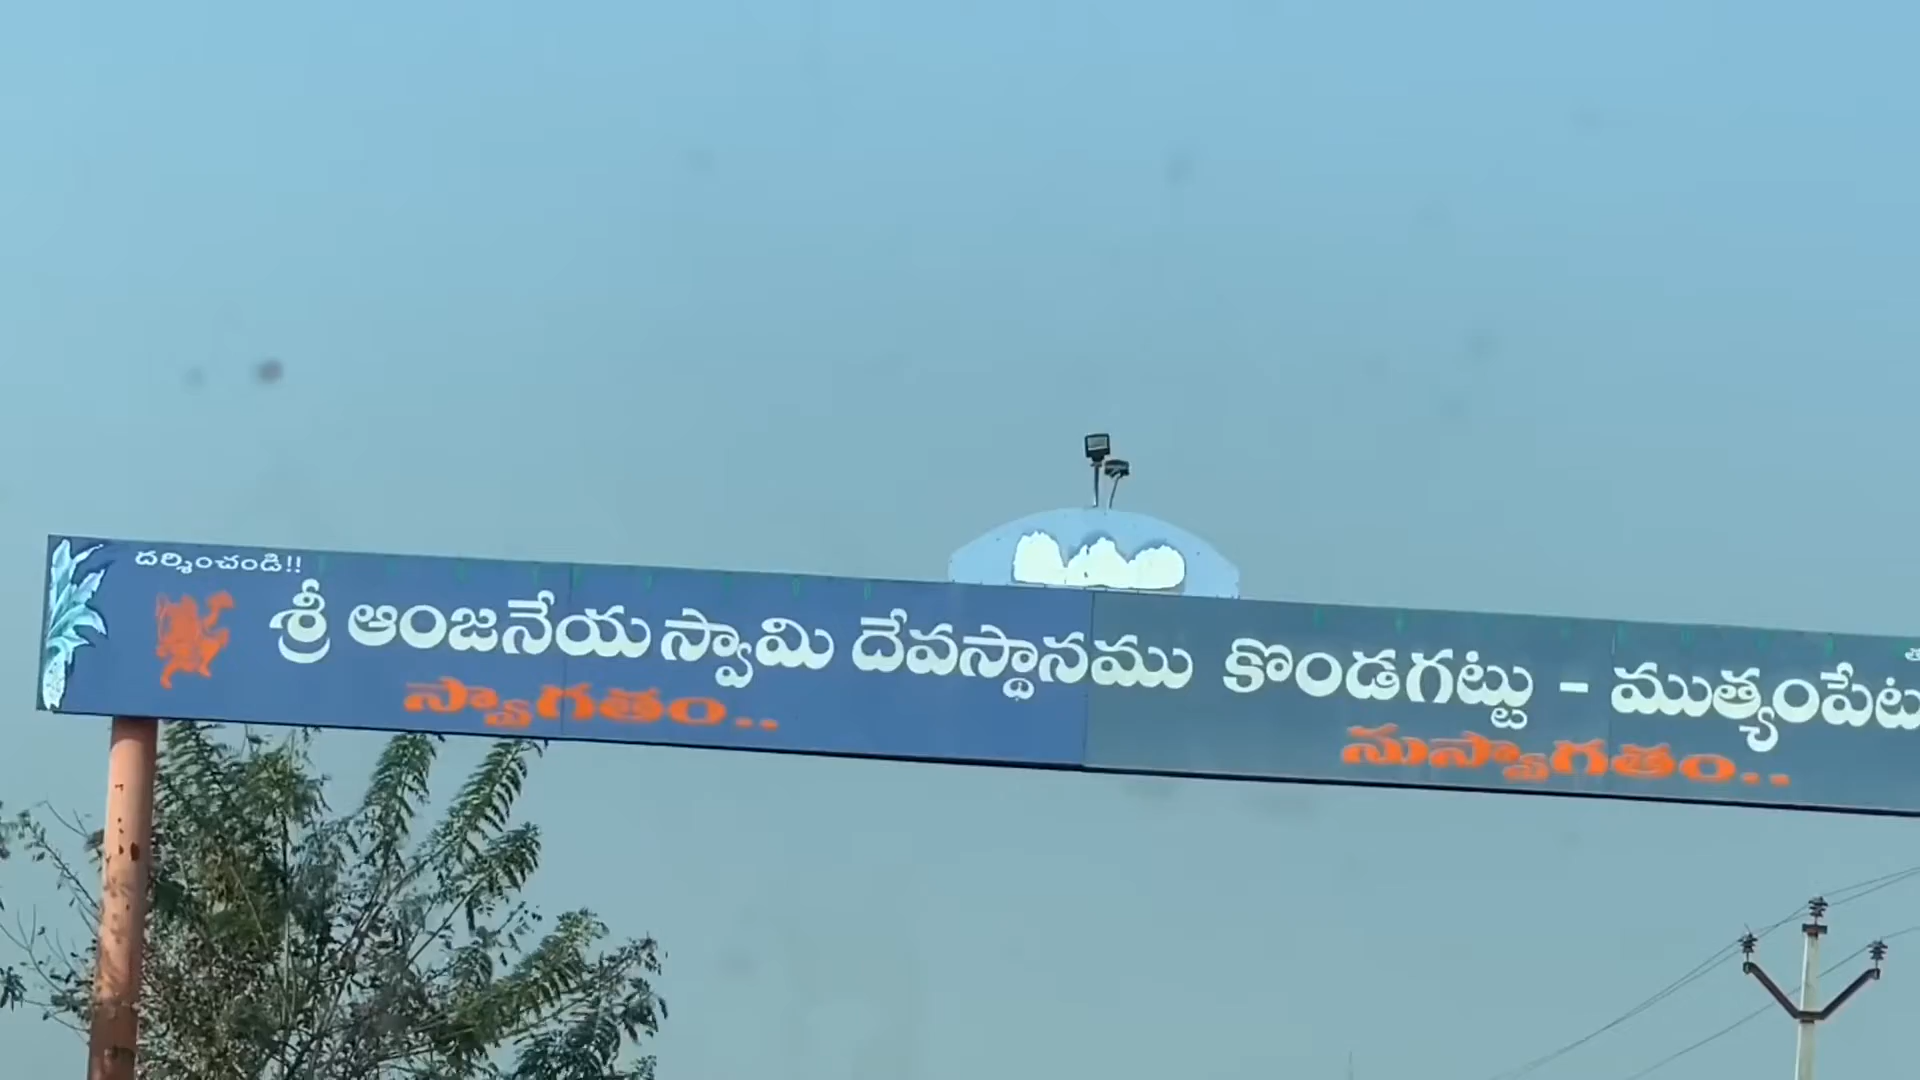 దర్శించండి!!
శ్రీ ఆంజనేయ స్వామి దేవస్థానము కొండగట్టు - ముత్యంపేట
స్వాగతం..
సుస్వాగతం..